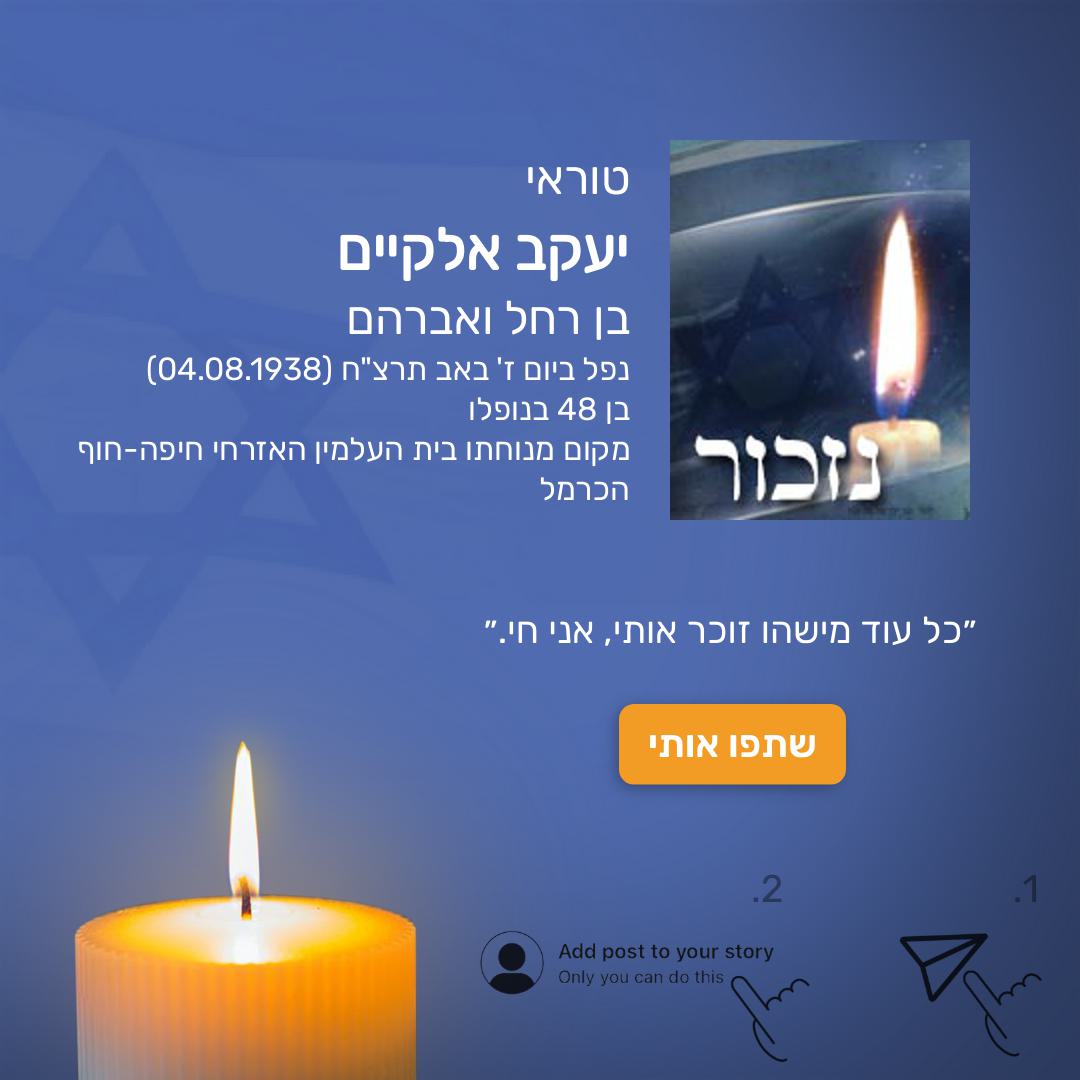 טוראי
יעקב אלקיים
בן רחל ואברהם
נפל ביום ז' באב תרצ"ח (04.08.1938)
בן 48 בנופלו
מקום מנוחתו בית העלמין האזרחי חיפה-חוף
הכרמל
נזכור
״כל עוד מישהו זוכר אותי, אני חי.״
שתפו אותי
1.
2.
Add post to your story
Only you can do this